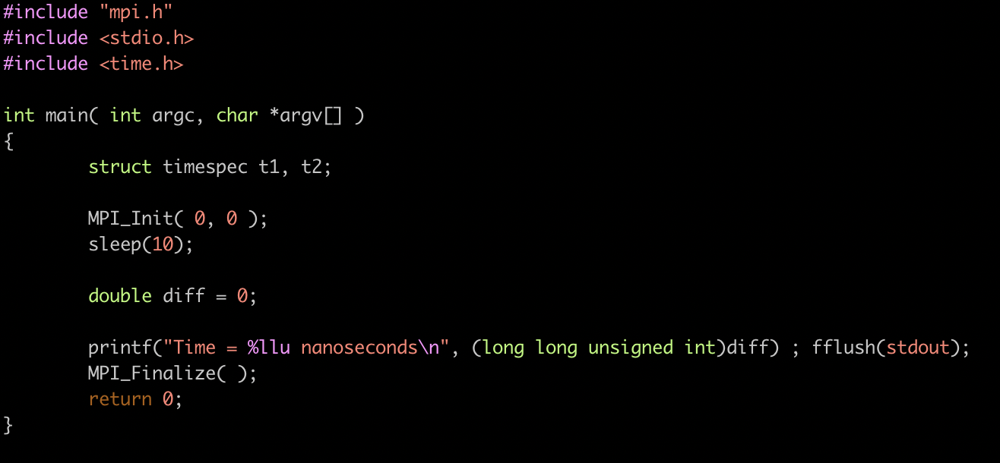 #include "mpi.h"
#include <stdio.h>
#include <time.h>
int main( int argc, char *argv[] )
{
struct timespec t1, t2;
MPI_Init( 0, 0 );
sleep(10);
double diff = 0;
printf("Time = %llu nanoseconds\n", (long long unsigned int)diff) ; fflush(stdout);
MPI_Finalize( );
return 0;
}